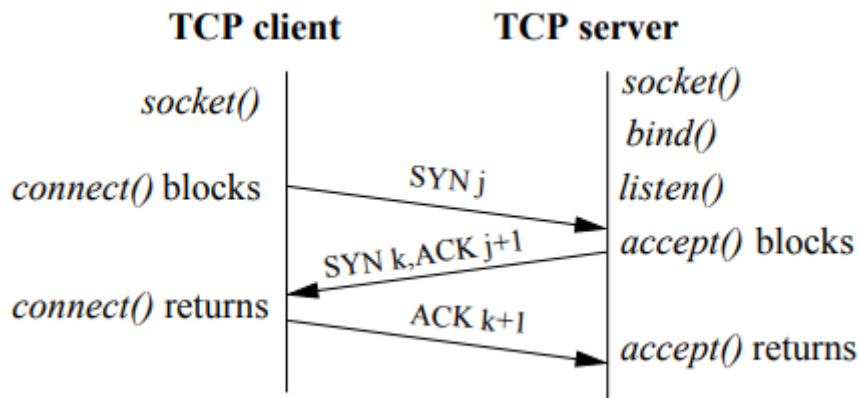 TCP client TCP server
socket()
socket()
bind()
connect() blocks
SYN j
listen()
accept() blocks
SYN k,ACK j+1
connect() returns
ACK k+1
accept() returns